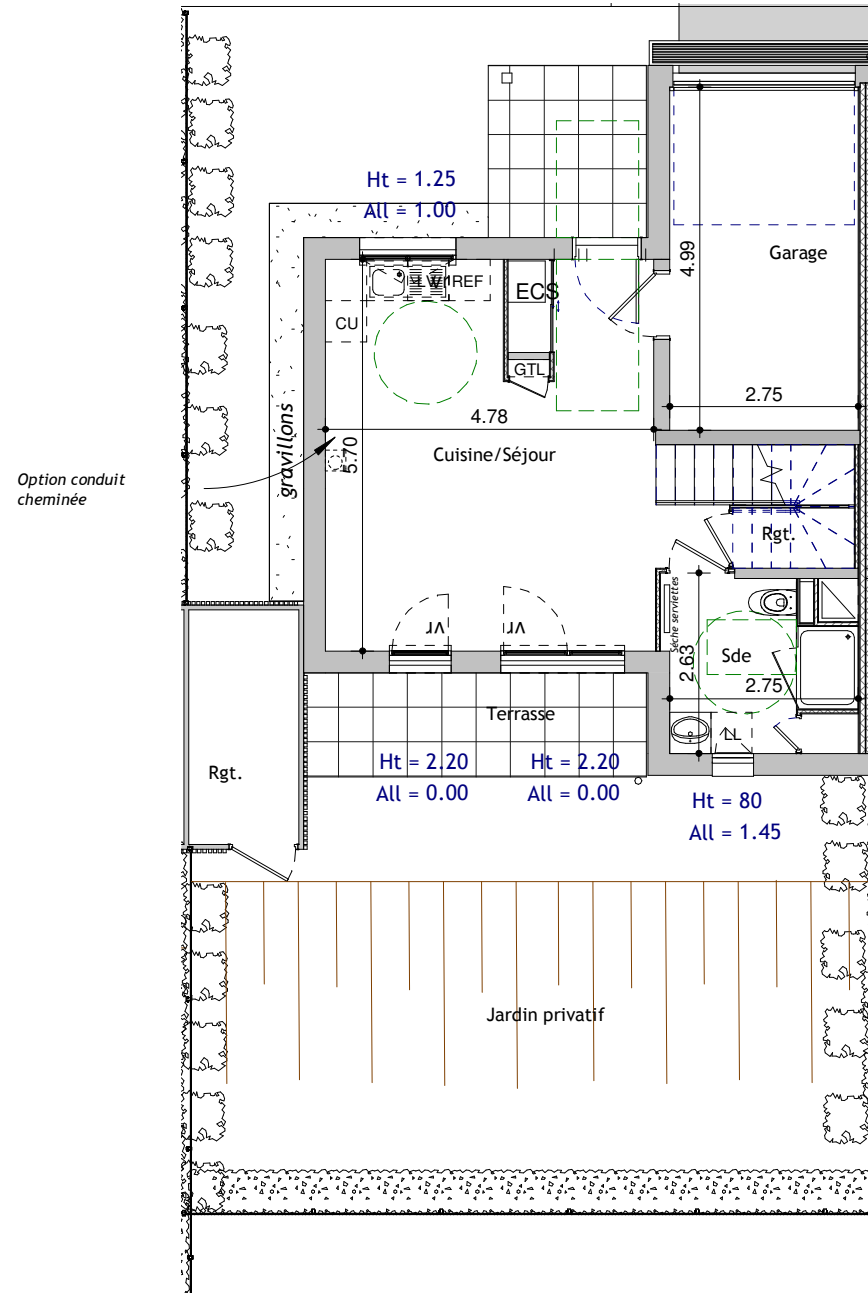 Ht = 1.25
All = 1.00
Garage
4.99
LV
REF
ECS
CU
GTL
2.75
4.78
5.70
Cuisine/Séjour
gravillons
Option conduit
cheminée
Rgt.
Sèche serviettes
VR
VR
Sde
2.63
2.75
Terrasse
LL
Rgt.
Ht = 2.20
All = 0.00
Ht = 2.20
All = 0.00
Ht = 80
All = 1.45
Jardin privatif